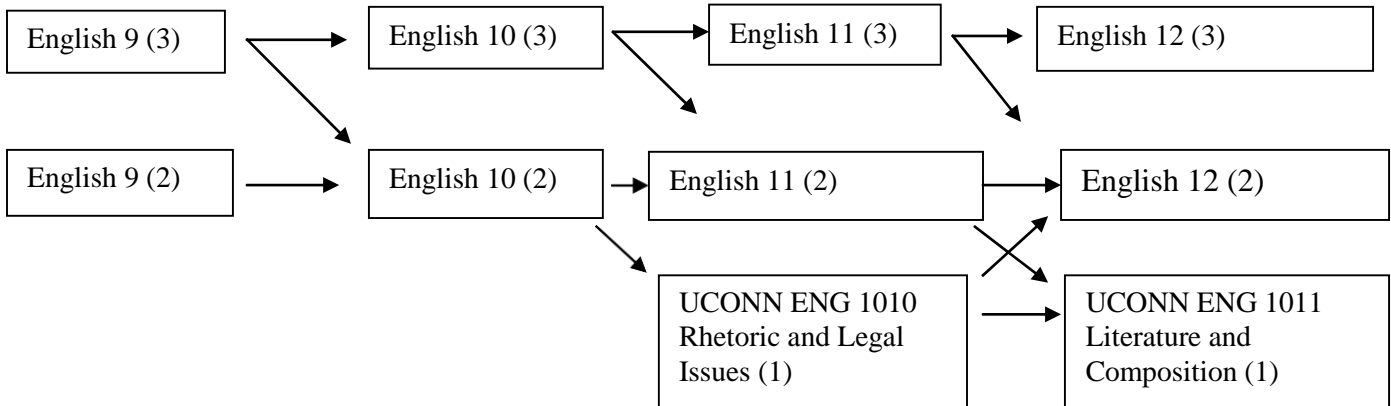 English 9 (3)
English 10 (3)
English 11 (3)
English 12 (3)
English 9 (2)
English 10 (2)
English 11 (2)
English 12 (2)
UCONN ENG 1010
Rhetoric and Legal
Issues (1)
UCONN ENG 1011
Literature and
Composition (1)